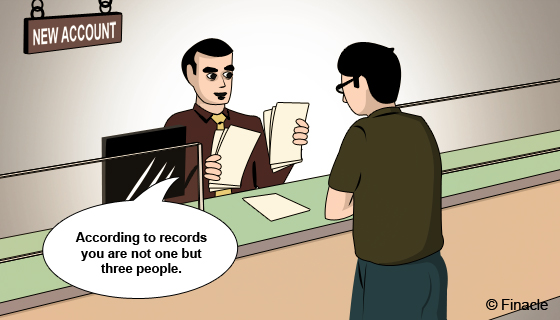 NEW ACCOUNT
According to records
you are not one but
three people.
© Finacle